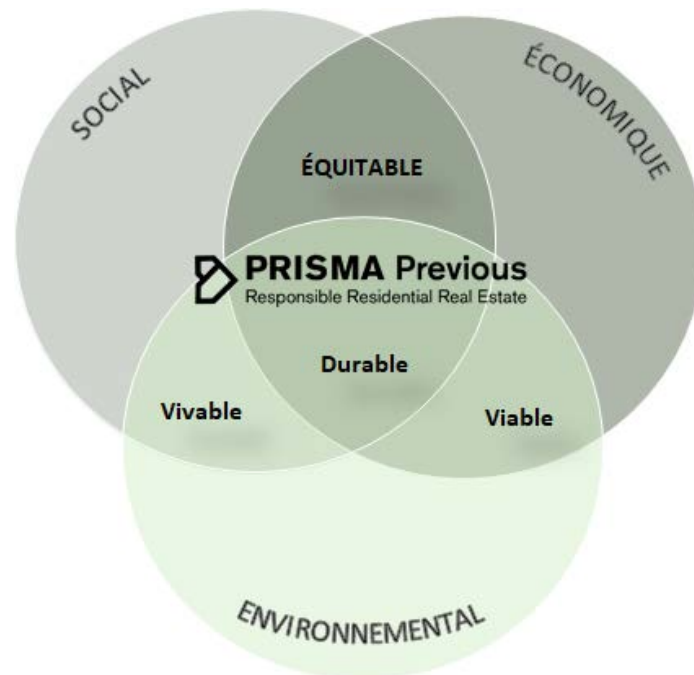 SOCIAL
ÉCONOMIQUE
ÉQUITABLE
PRISMA Previous
Responsible Residential Real Estate
Durable
Vivable
Viable
ENVIRONNEMENTAL